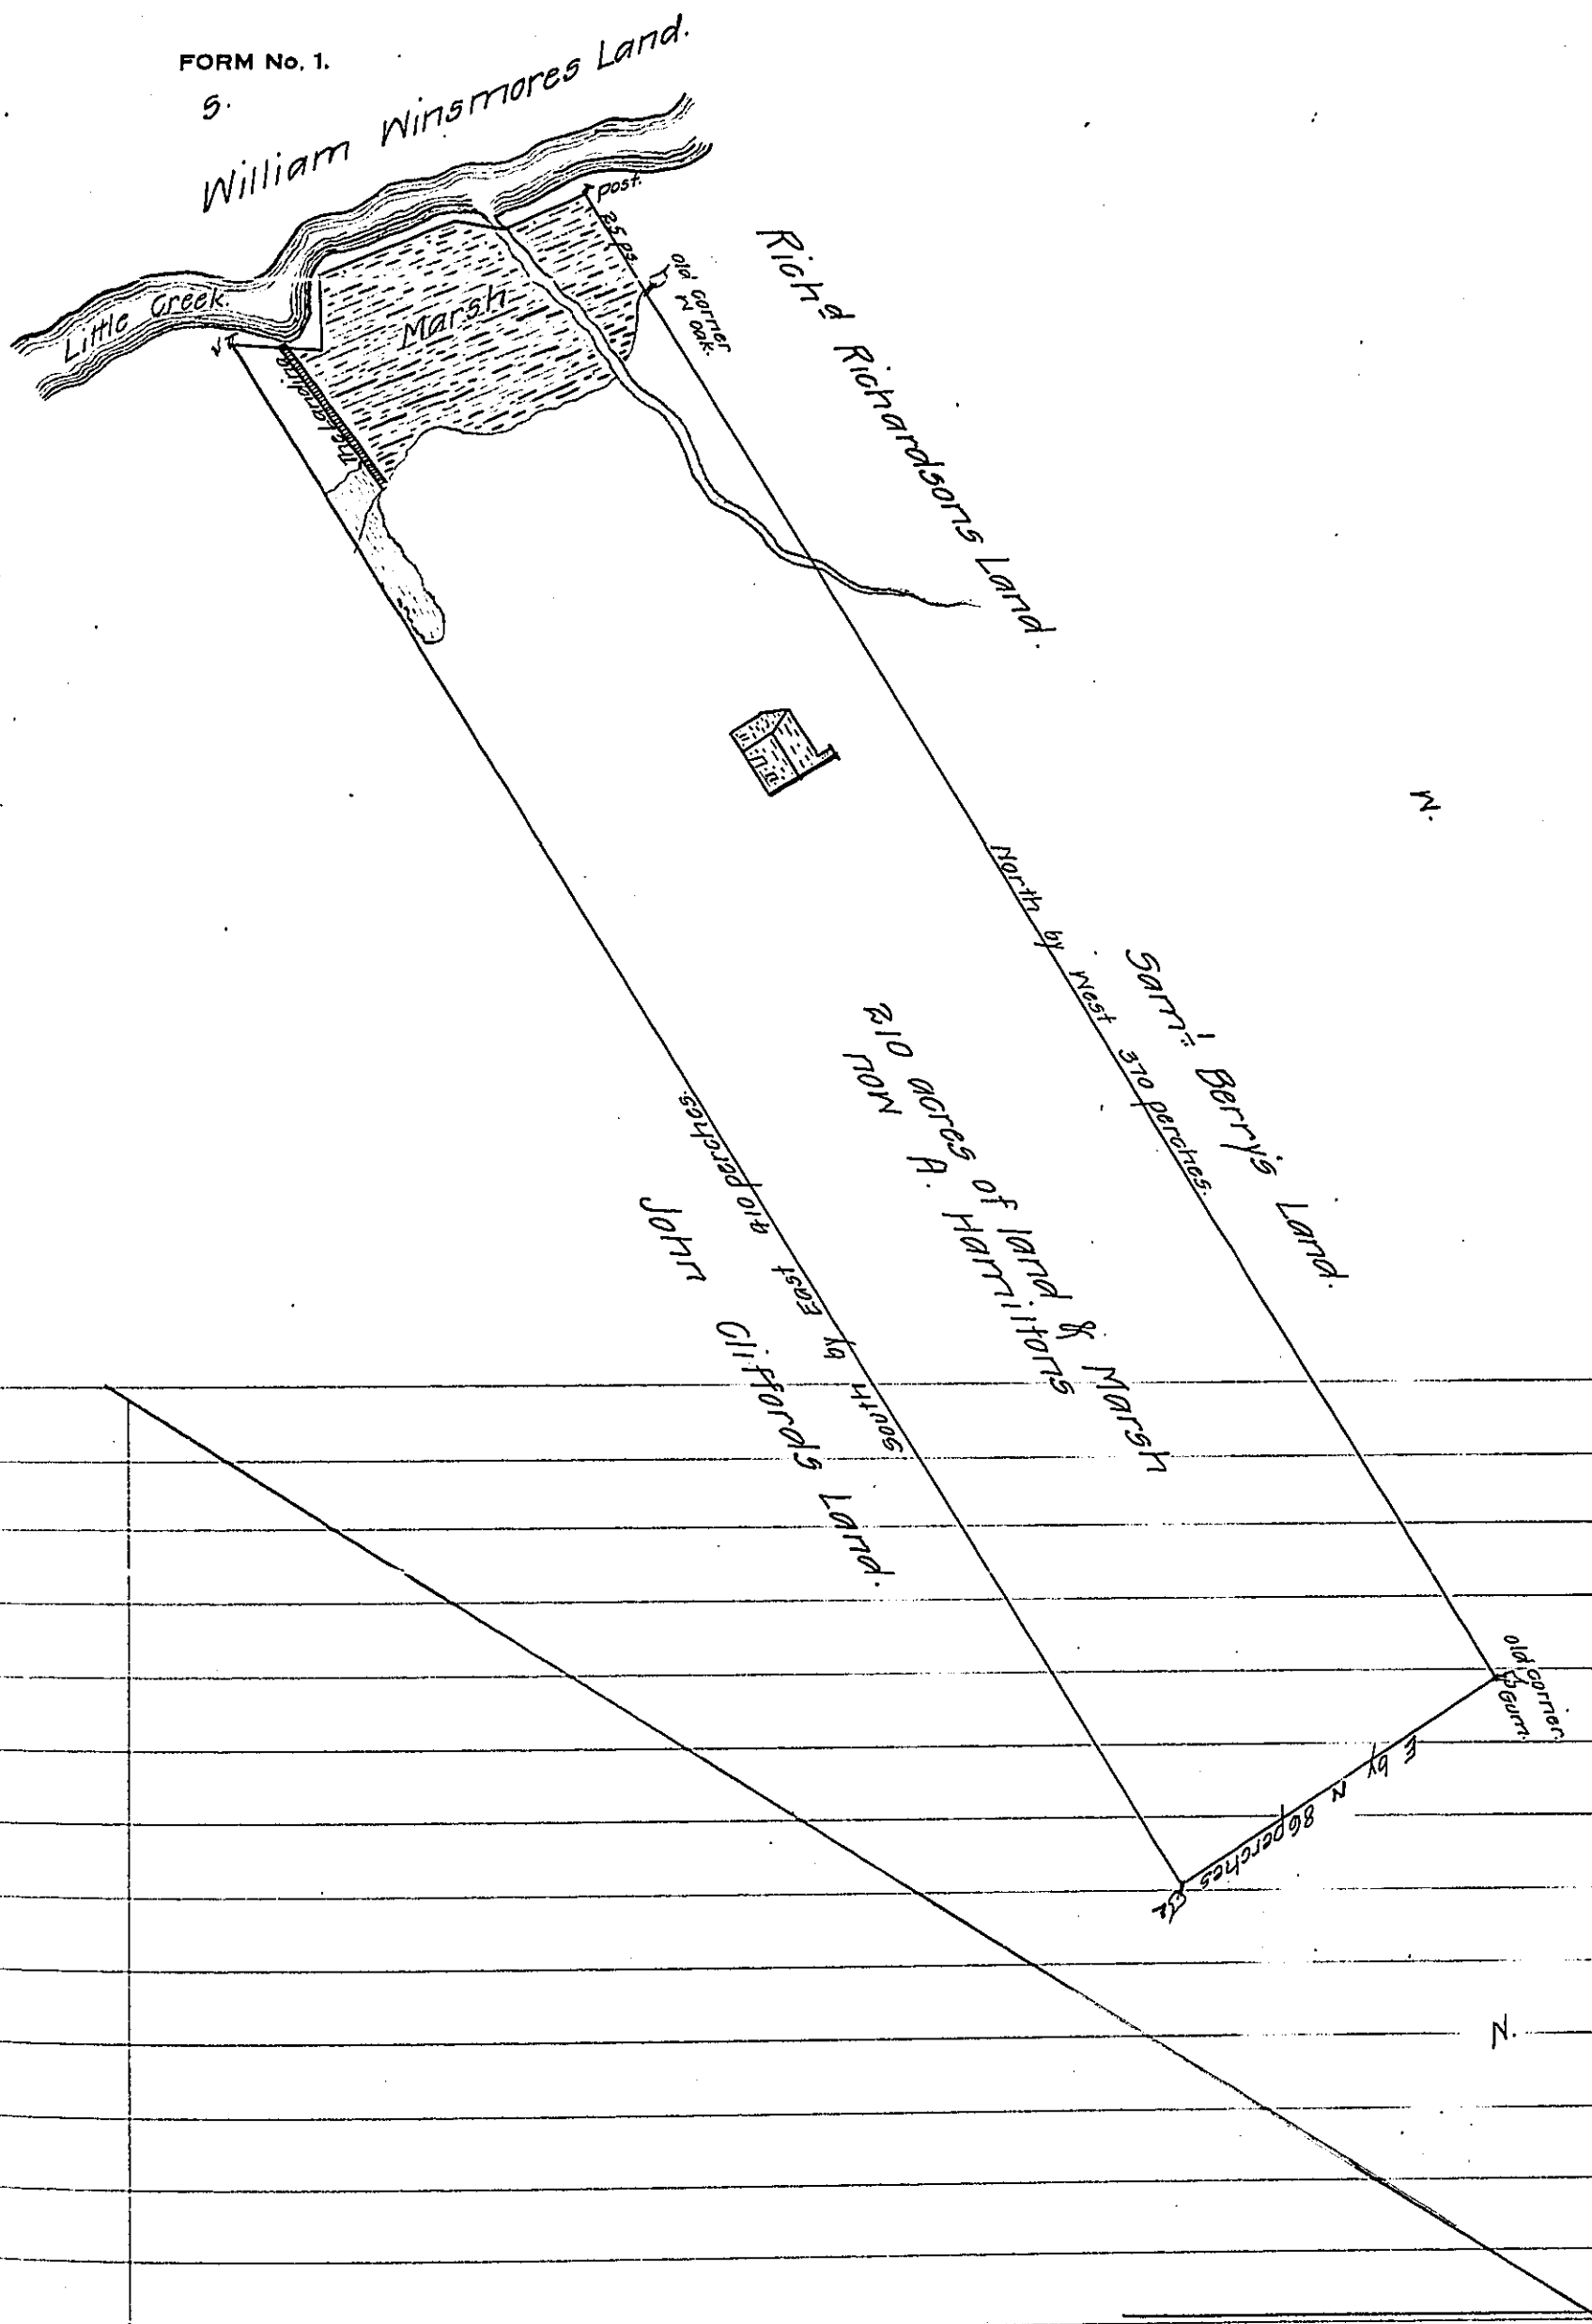 FORM No. 1.
S.
William Winsmores Land.
Little Creek.
Marsh
The Landing
post.
25 ps.
old corner
W oak.
Richd Richardsons Land.
W.
North by West 370 perches.
Saml Berry's Land.
210 acres of land & Marsh
Now A. Hammiltons
South by East 410 perches.
John Cliffords Land.
old corner
Gum.
E by N 86 perches
N.